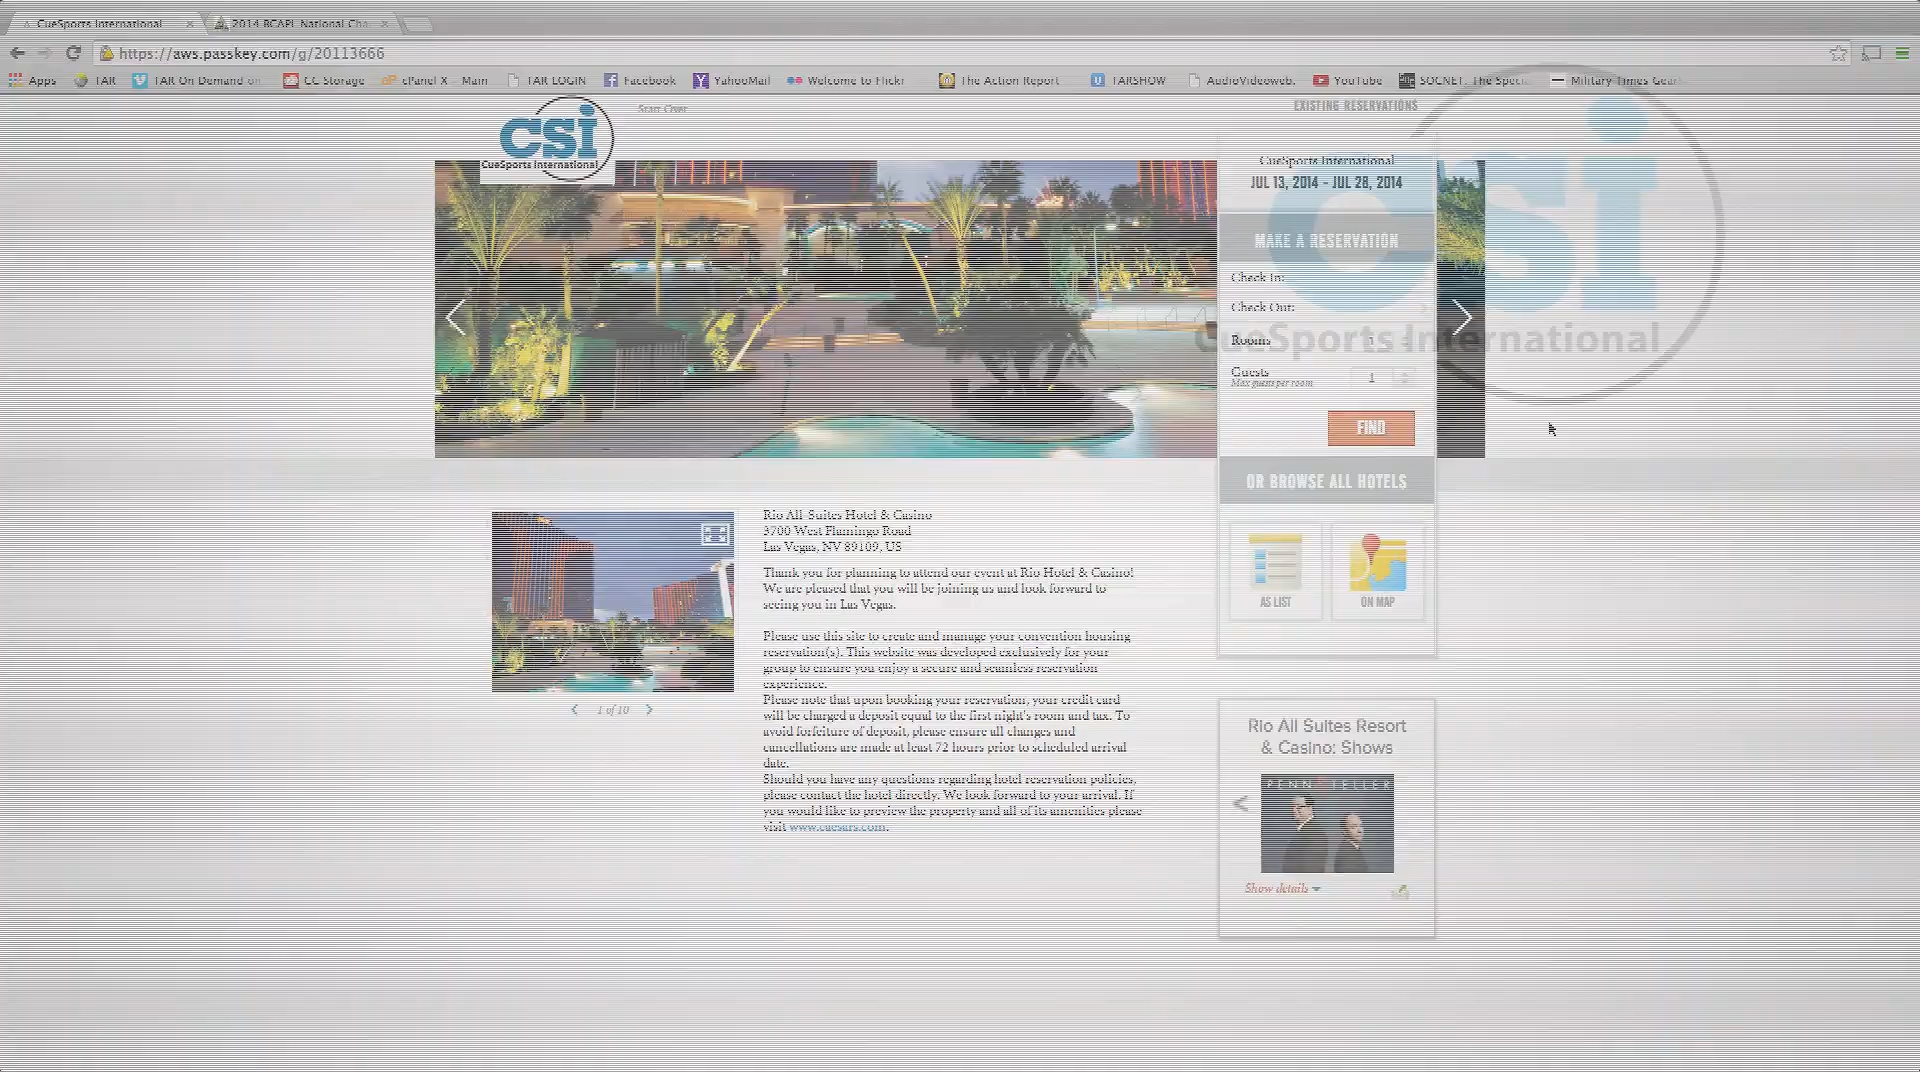 CueSports International
2014 BCAPL National Cha
https://aws.passkey.com/g/20113666
Apps TAR TAR On Demand on CC Storage cPanel X - Main TAR LOGIN Facebook YahooMail Welcome to Flickr The Action Report TARSHOW AudioVideoweb. YouTube SOCNET: The Speci Military Times Gear
Start Over
EXISTING RESERVATIONS
csi
CueSports International
CueSports International
JUL 13, 2014 - JUL 28, 2014
MAKE A RESERVATION
Check In:
Check Out:
Rooms 1
Guests 1
Max guests per room
FIND
OR BROWSE ALL HOTELS
AS LIST
ON MAP
csi
CueSports International
Rio All-Suites Hotel & Casino
3700 West Flamingo Road
Las Vegas, NV 89109, US
Thank you for planning to attend our event at Rio Hotel & Casino!
We are pleased that you will be joining us and look forward to
seeing you in Las Vegas.
Please use this site to create and manage your convention housing
reservation(s). This website was developed exclusively for your
group to ensure you enjoy a secure and seamless reservation
experience.
Please note that upon booking your reservation, your credit card
will be charged a deposit equal to the first night's room and tax. To
avoid forfeiture of deposit, please ensure all changes and
cancellations are made at least 72 hours prior to scheduled arrival
date.
Should you have any questions regarding hotel reservation policies,
please contact the hotel directly. We look forward to your arrival. If
you would like to preview the property and all of its amenities please
visit www.caesars.com.
1 of 10
Rio All Suites Resort
& Casino: Shows
PENN TELLER
Show details